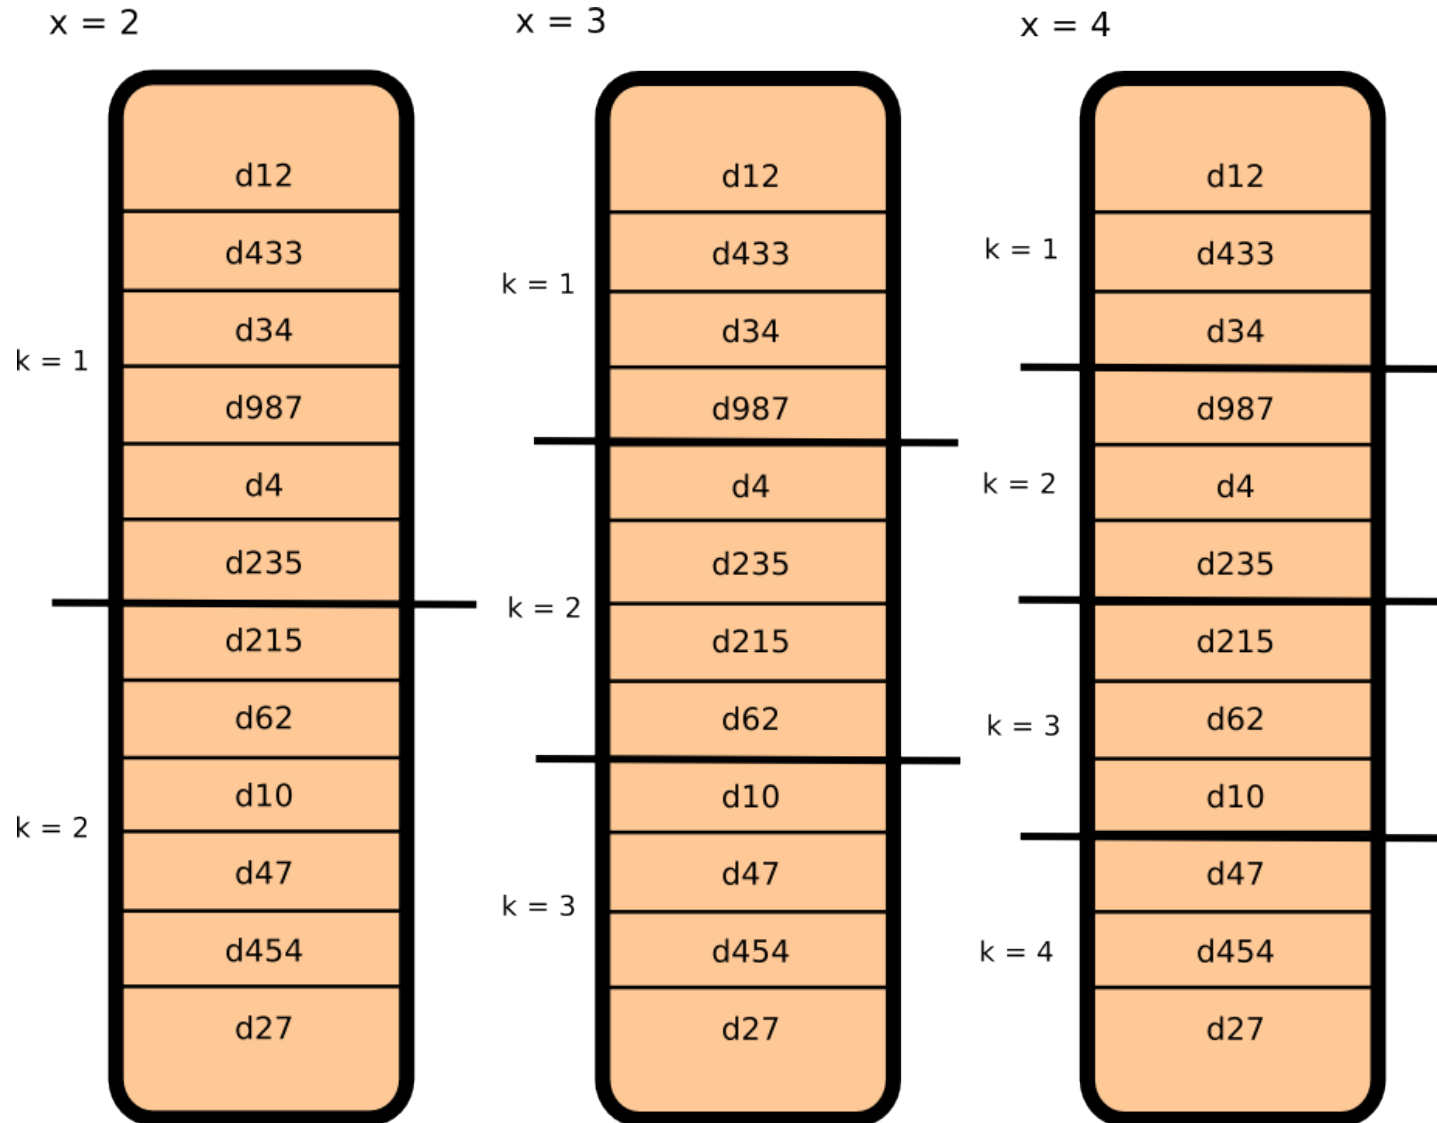 x = 2
k = 1
k = 2
d12
d433
d34
d987
d4
d235
d215
d62
d10
d47
d454
d27
x = 3
k = 1
k = 2
k = 3
d12
d433
d34
d987
d4
d235
d215
d62
d10
d47
d454
d27
x = 4
k = 1
k = 2
k = 3
k = 4
d12
d433
d34
d987
d4
d235
d215
d62
d10
d47
d454
d27